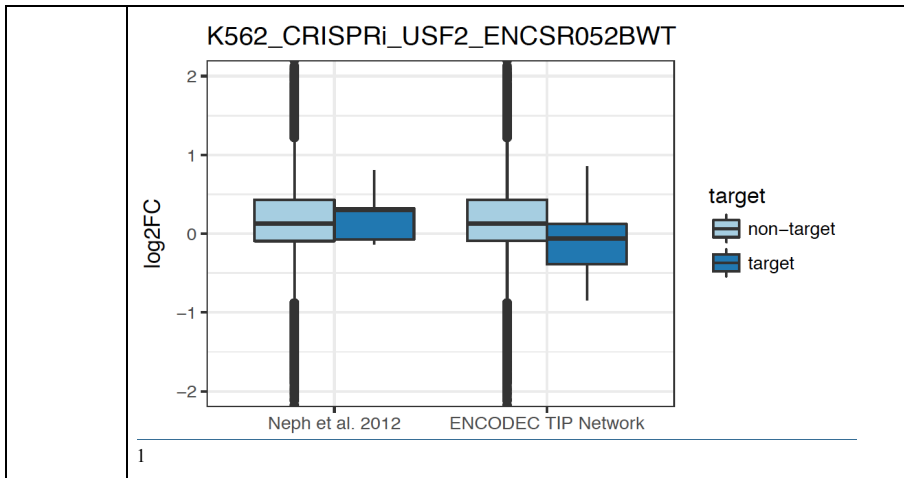 K562_CRISPRi_USF2_ENCSR052BWT
2
1
0
−1
−2
log2FC
Neph et al. 2012
ENCODEC TIP Network
target
non−target
target
1